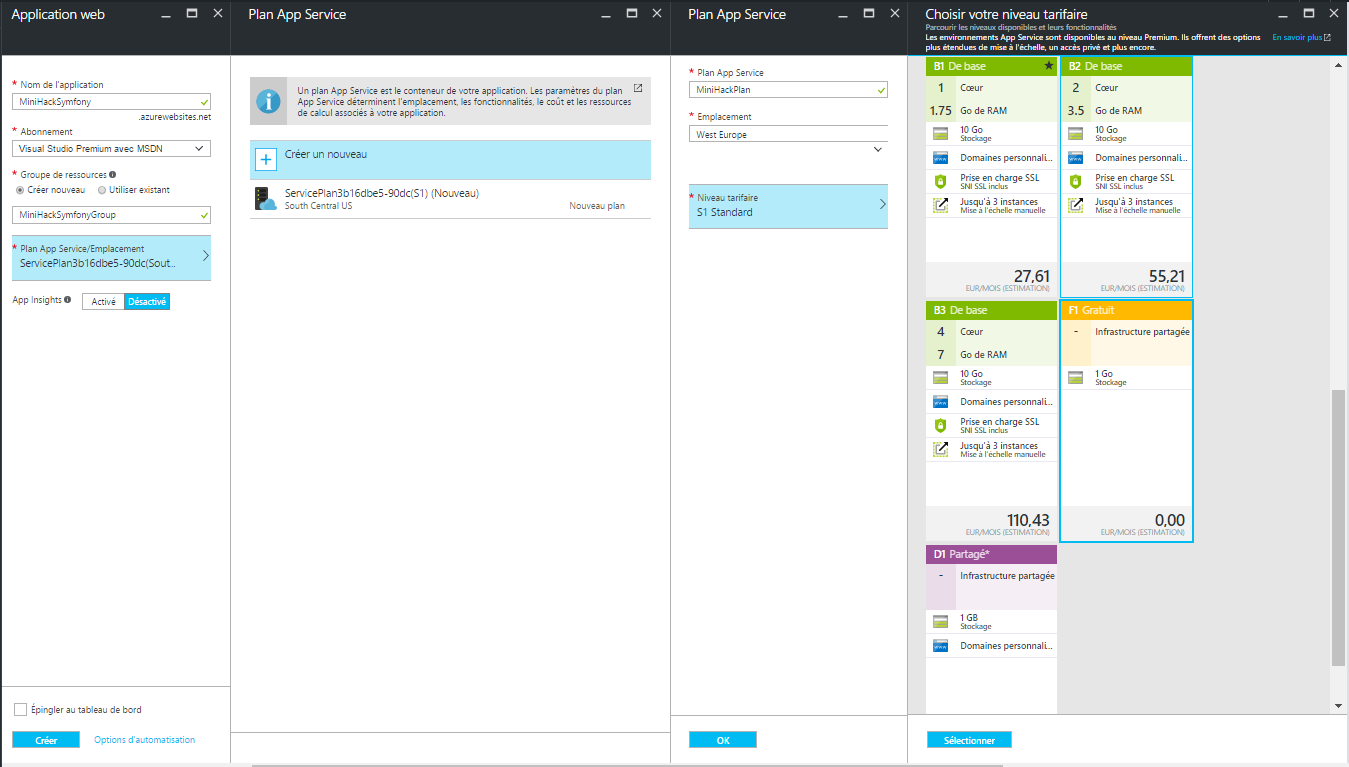 Application web
* Nom de l'application
MiniHackSymfony
.azurewebsites.net
* Abonnement
Visual Studio Premium avec MSDN
* Groupe de ressources
Créer nouveau
Utiliser existant
MiniHackSymfonyGroup
* Plan App Service/Emplacement
ServicePlan3b16dbe5-90dc(Sout...
App Insights
Activé
Désactivé
Épingler au tableau de bord
Créer
Options d'automatisation
Plan App Service
Un plan App Service est le conteneur de votre application. Les paramètres du plan
App Service déterminent l'emplacement, les fonctionnalités, le coût et les ressources
de calcul associés à votre application.
Créer un nouveau
ServicePlan3b16dbe5-90dc(S1) (Nouveau)
South Central US
Nouveau plan
Plan App Service
* Plan App Service
MiniHackPlan
* Emplacement
West Europe
* Niveau tarifaire
S1 Standard
OK
Choisir votre niveau tarifaire
Parcourir les niveaux disponibles et leurs fonctionnalités
Les environnements App Service sont disponibles au niveau Premium. Ils offrent des options
plus étendues de mise à l'échelle, un accès privé et plus encore.
En savoir plus
B1 De base
1 Cœur
1.75 Go de RAM
10 Go
Stockage
www
Domaines personnali...
Prise en charge SSL
SNI SSL inclus
Jusqu'à 3 instances
Mise à l'échelle manuelle
27,61
EUR/MOIS (ESTIMATION)
B2 De base
2 Cœur
3.5 Go de RAM
10 Go
Stockage
www
Domaines personnali...
Prise en charge SSL
SNI SSL inclus
Jusqu'à 3 instances
Mise à l'échelle manuelle
55,21
EUR/MOIS (ESTIMATION)
B3 De base
4 Cœur
7 Go de RAM
10 Go
Stockage
www
Domaines personnali...
Prise en charge SSL
SNI SSL inclus
Jusqu'à 3 instances
Mise à l'échelle manuelle
110,43
EUR/MOIS (ESTIMATION)
F1 Gratuit
- Infrastructure partagée
1 Go
Stockage
0,00
EUR/MOIS (ESTIMATION)
D1 Partagé*
- Infrastructure partagée
1 GB
Stockage
www
Domaines personnali...
Sélectionner